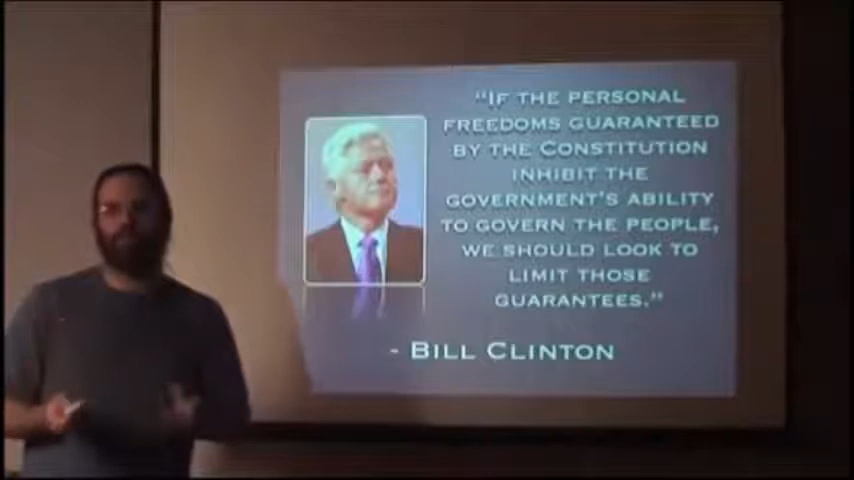 "If the personal
freedoms guaranteed
by the Constitution
inhibit the
government's ability
to govern the people,
we should look to
limit those
guarantees."
- Bill Clinton